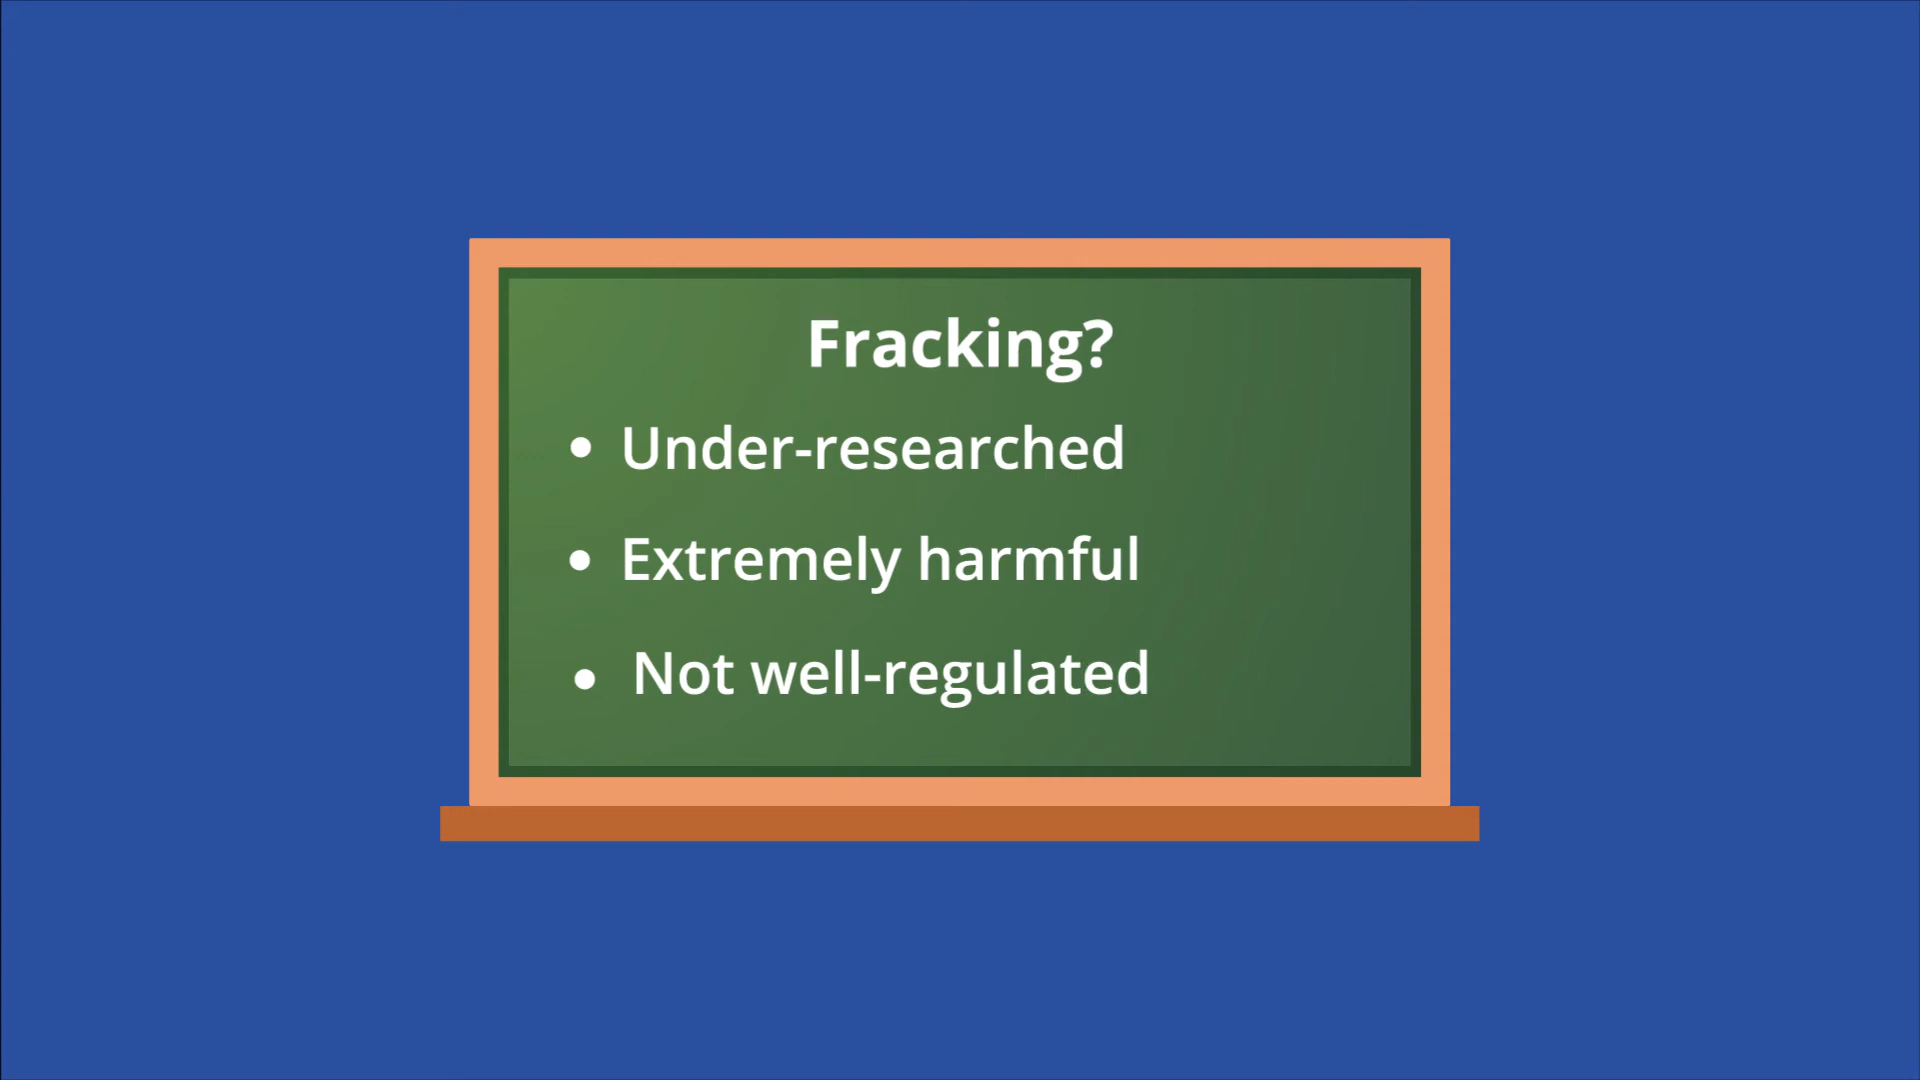 Fracking?
• Under-researched
• Extremely harmful
• Not well-regulated